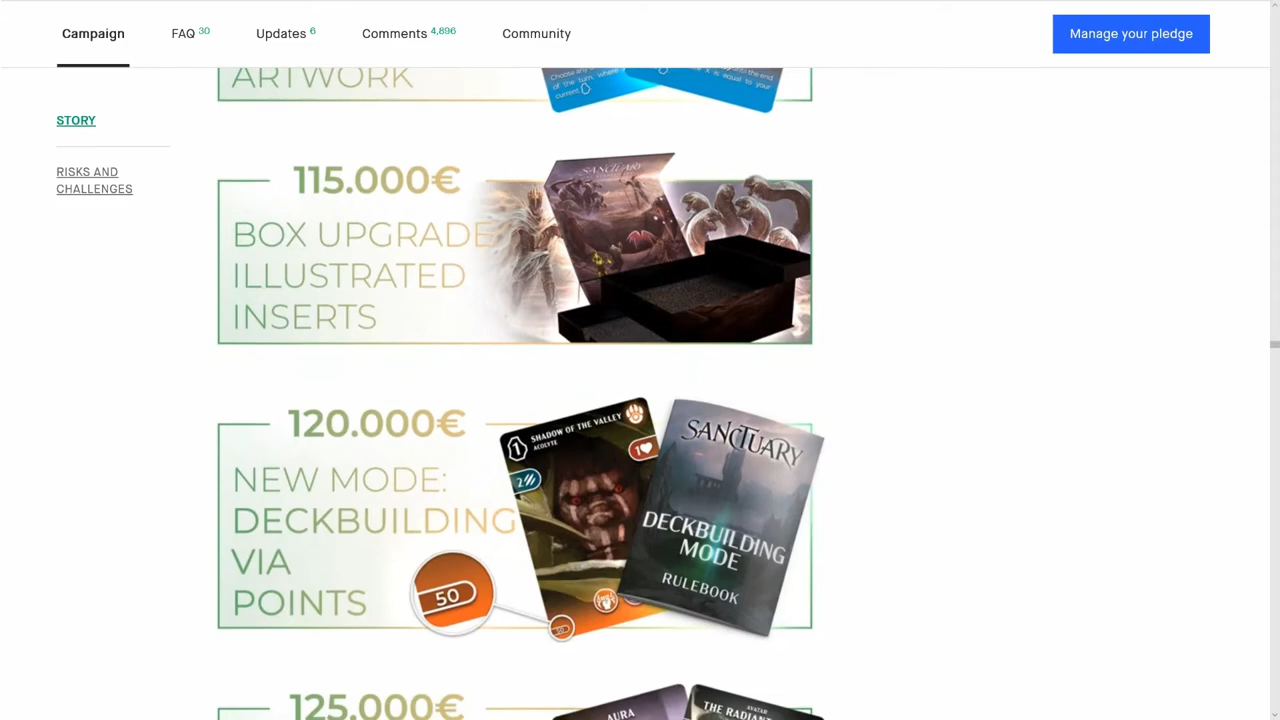 Campaign
FAQ 30
Updates 6
Comments 4,896
Community
Manage your pledge
STORY
RISKS AND
CHALLENGES
ARTWORK
115.000€
BOX UPGRADE
ILLUSTRATED
INSERTS
SANCTUARY
120.000€
NEW MODE:
DECKBUILDING
VIA
POINTS
50
1
SHADOW OF THE VALLEY
ACOLYTE
1
2
SANCTUARY
DECKBUILDING
MODE
RULEBOOK
125.000€
AURA
AVATAR
THE RADIANT